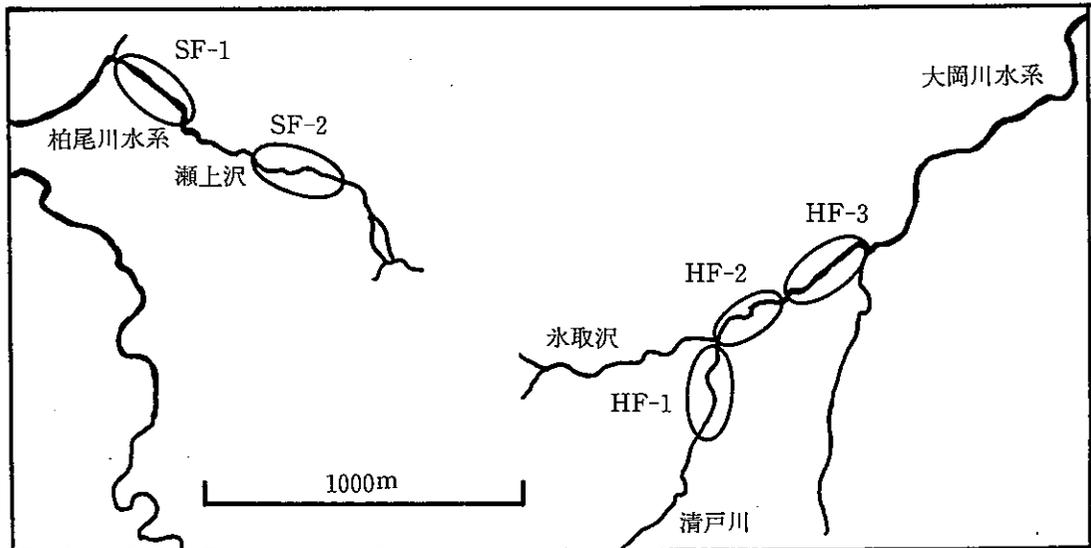 SF-1
大岡川水系
SF-2
柏尾川水系
瀬上沢
HF-3
HF-2
氷取沢
HF-1
1000m
清戸川